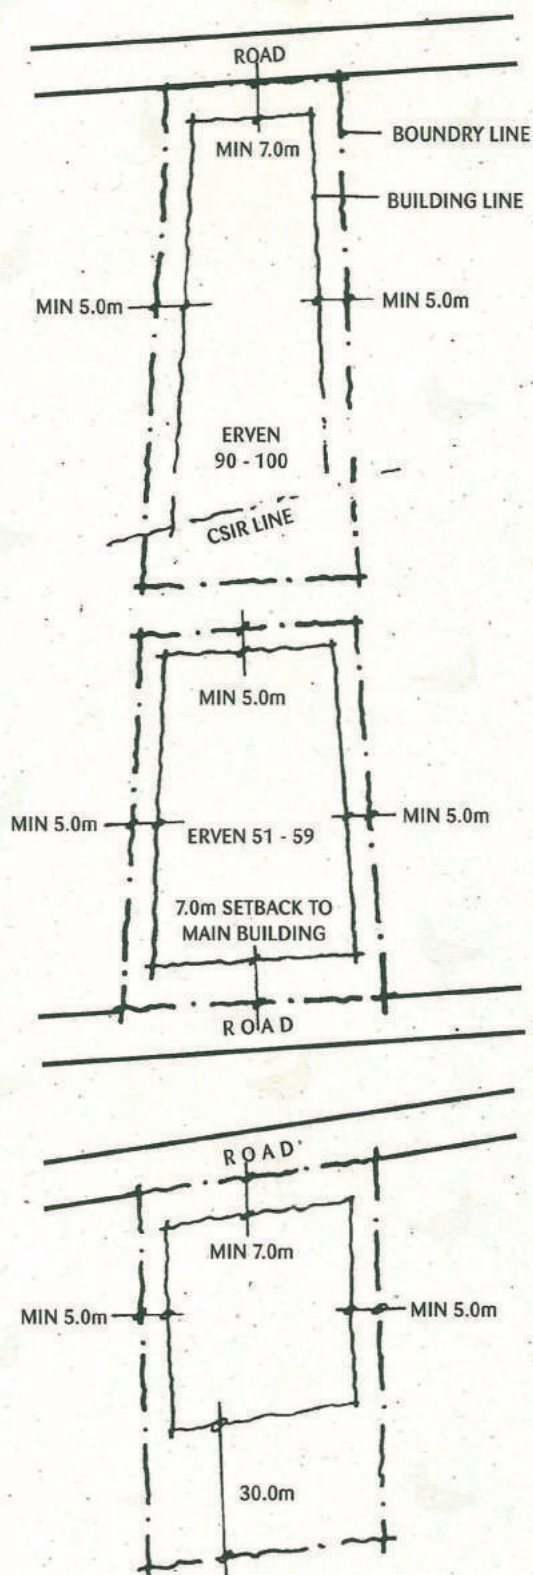 ROAD
BOUNDRY LINE
MIN 7.0m
BUILDING LINE
MIN 5.0m
MIN 5.0m
ERVEN
90 - 100
CSIR LINE
MIN 5.0m
MIN 5.0m
MIN 5.0m
ERVEN 51 - 59
7.0m SETBACK TO
MAIN BUILDING
ROAD
ROAD
MIN 7.0m
MIN 5.0m
MIN 5.0m
30.0m